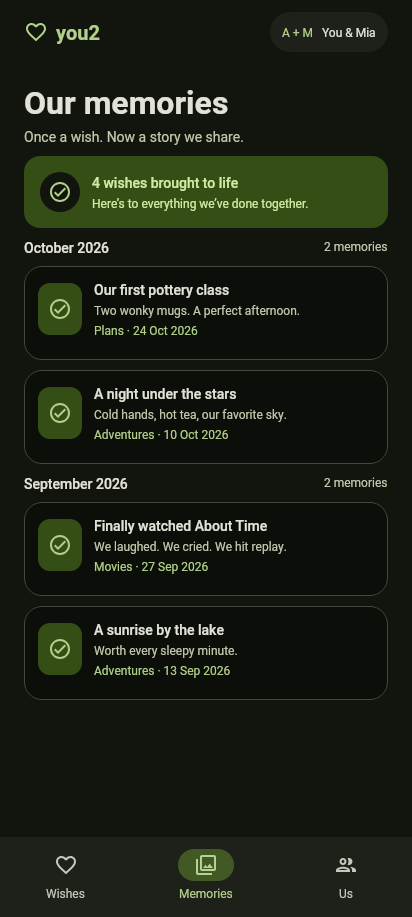 you2
A + M You & Mia
Our memories
Once a wish. Now a story we share.
4 wishes brought to life
Here's to everything we've done together.
October 2026
2 memories
Our first pottery class
Two wonky mugs. A perfect afternoon.
Plans · 24 Oct 2026
A night under the stars
Cold hands, hot tea, our favorite sky.
Adventures · 10 Oct 2026
September 2026
2 memories
Finally watched About Time
We laughed. We cried. We hit replay.
Movies · 27 Sep 2026
A sunrise by the lake
Worth every sleepy minute.
Adventures · 13 Sep 2026
Wishes
Memories
Us